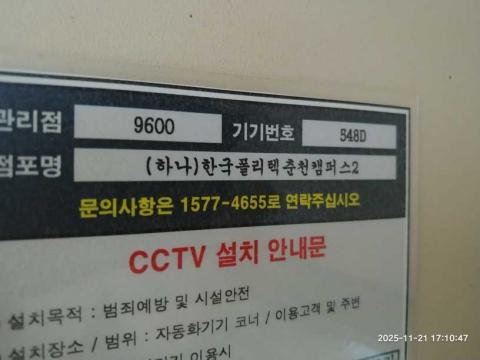 관리점 9600 기기번호 548D
점포명 (하나)한국폴리텍춘천캠퍼스2
문의사항은 1577-4655로 연락주십시오
CCTV 설치 안내문
설치목적 : 범죄예방 및 시설안전
설치장소 / 범위 : 자동화기기 코너 / 이용고객 및 주변
이용시
2025-11-21 17:10:47